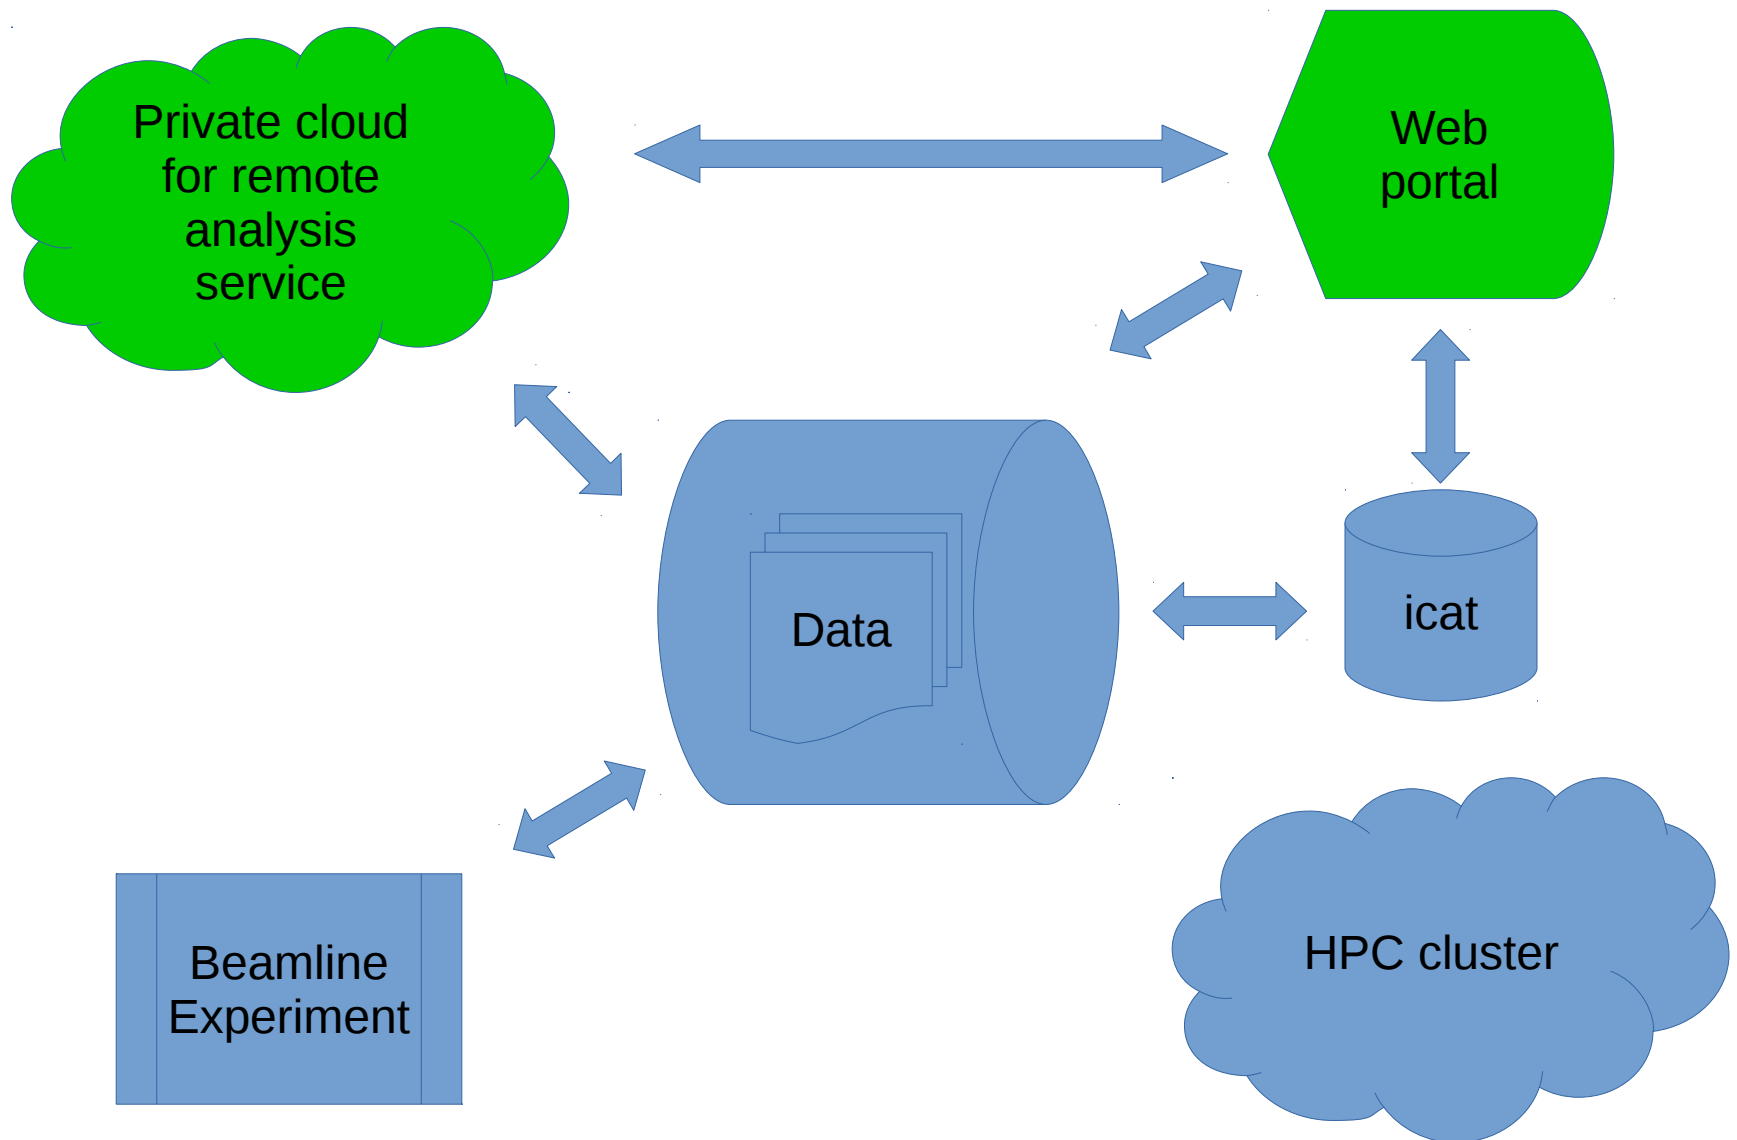 Private cloud
for remote
analysis
service
Web
portal
Data
icat
Beamline
Experiment
HPC cluster